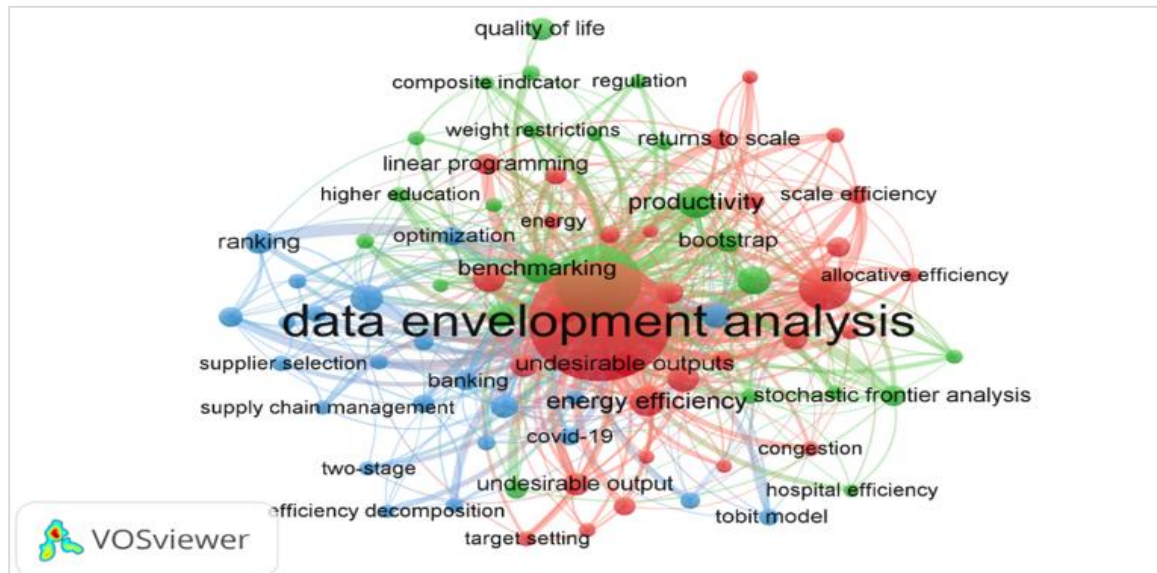 quality of life
composite indicator
regulation
weight restrictions
returns to scale
linear programming
higher education
productivity
scale efficiency
energy
ranking
optimization
bootstrap
benchmarking
allocative efficiency
data envelopment analysis
supplier selection
undesirable outputs
banking
supply chain management
energy efficiency
stochastic frontier analysis
covid-19
congestion
two-stage
undesirable output
hospital efficiency
efficiency decomposition
tobit model
target setting
VOSviewer